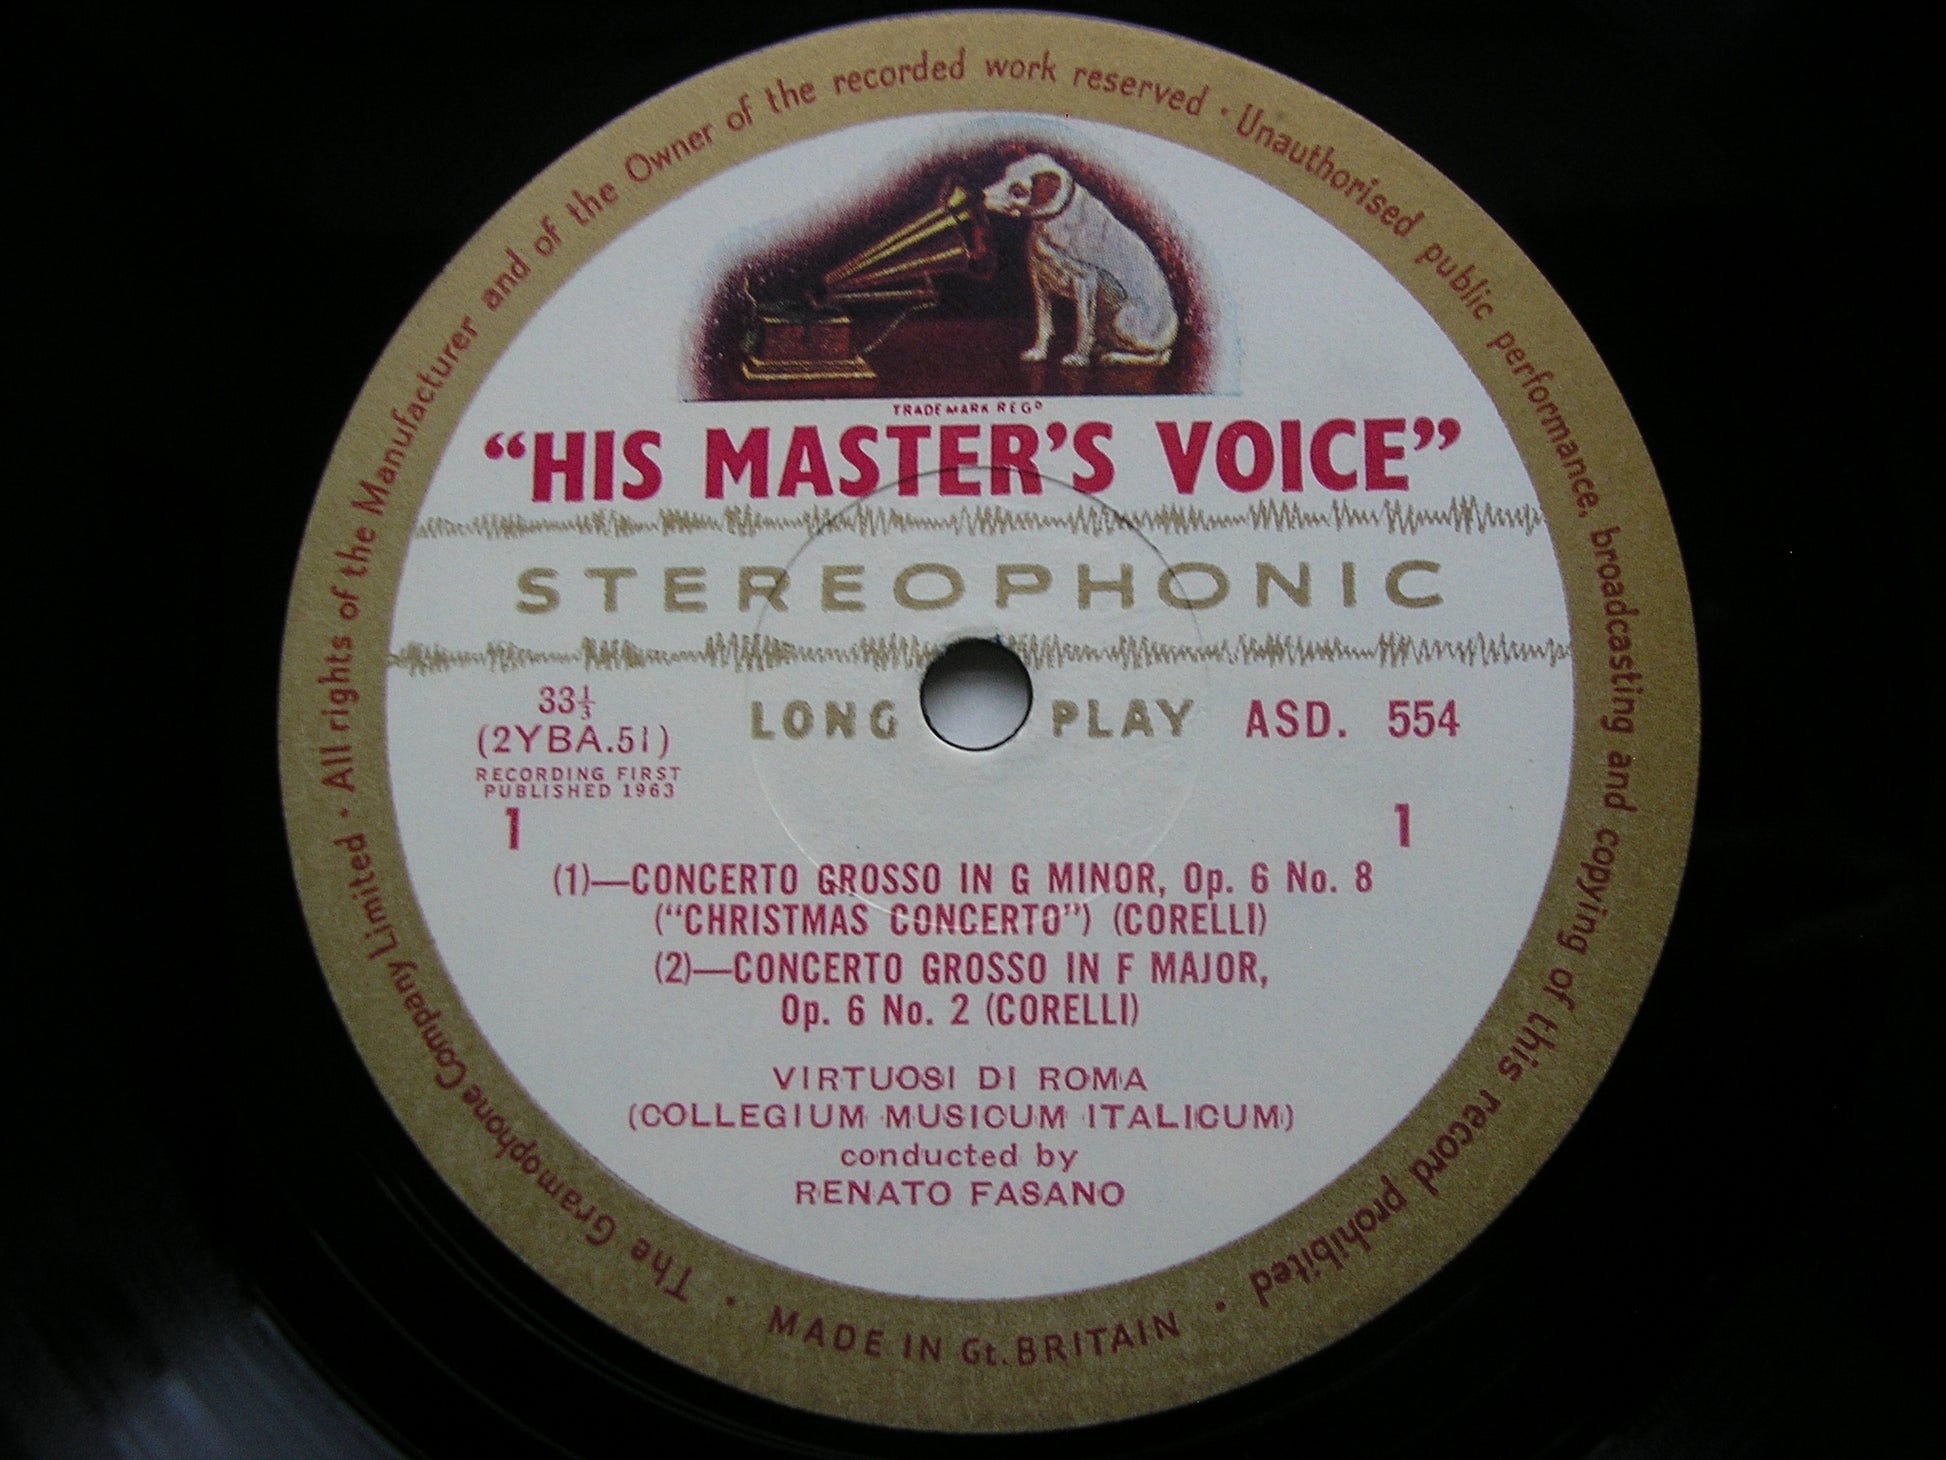 The Gramophone Company Limited · All rights of the Manufacturer and of the Owner of the recorded work reserved · Unauthorised public performance, broadcasting and copying of this record prohibited ·
TRADE MARK REGD
“HIS MASTER’S VOICE”
STEREOPHONIC
33⅓
LONG PLAY ASD. 554
(2YBA.51)
RECORDING FIRST
PUBLISHED 1963
1 1
(1)—CONCERTO GROSSO IN G MINOR, Op. 6 No. 8
(“CHRISTMAS CONCERTO”) (CORELLI)
(2)—CONCERTO GROSSO IN F MAJOR,
Op. 6 No. 2 (CORELLI)
VIRTUOSI DI ROMA
(COLLEGIUM MUSICUM ITALICUM)
conducted by
RENATO FASANO
· MADE IN Gt. BRITAIN